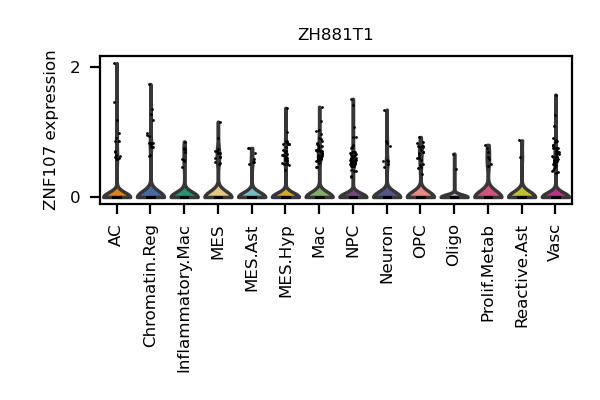 ZH881T1
ZNF107 expression
2
0
AC
Chromatin.Reg
Inflammatory.Mac
MES
MES.Ast
MES.Hyp
Mac
NPC
Neuron
OPC
Oligo
Prolif.Metab
Reactive.Ast
Vasc